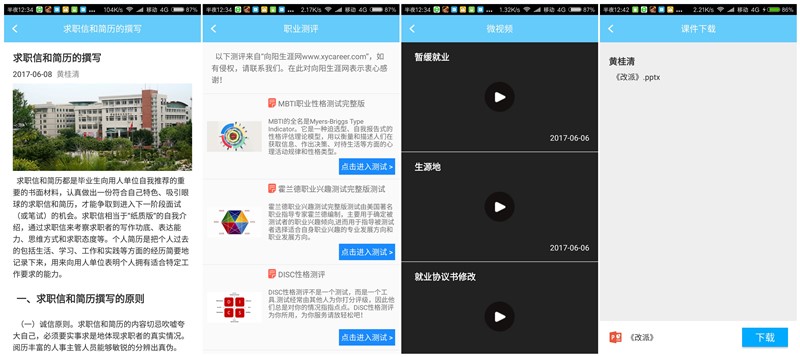 半夜12:34 104K/s 移动 4G 87%
求职信和简历的撰写
求职信和简历的撰写
2017-06-08 黄桂清
求职信和简历都是毕业生向用人单位自我推荐的重
要的书面材料，认真做出一份符合自己特色、吸引眼
球的求职信和简历，才能争取到进入下一阶段面试
（或笔试）的机会。求职信相当于“纸质版”的自我介
绍，通过求职信来考察求职者的写作功底、表达能
力、思维方式和求职态度等。个人简历是把个人过去
的包括生活、学习、工作和实践等方面的经历简要地
记录下来，用来向用人单位表明个人拥有适合特定工
作要求的能力。
一、求职信和简历撰写的原则
（一）诚信原则。求职信和简历的内容切忌吹嘘夸
大自己，必须要实事求是地体现求职者的真实情况。
阅历丰富的人事主管人员能够敏锐的分辨出真伪。
半夜12:34 2.17K/s 移动 4G 87%
职业测评
以下测评来自“向阳生涯网www.xycareer.com”，如
有侵权，请联系我们。在此对向阳生涯网表示衷心感
谢！
MBTI职业性格测试完整版
MBTI的全名是Myers-Briggs Type
Indicator。它是一种迫选型、自我报告式的
性格评估理论模型，用以衡量和描述人们在
获取信息、作出决策、对待生活等方面的心
理活动规律和性格类型。
点击进入测试>
霍兰德职业兴趣测试完整版测试
霍兰德职业兴趣测试完整版测试由美国著名
职业指导专家霍兰德编制，主要用于确定被
测试者的职业兴趣倾向,进而用于指导被测试
者选择适合自身职业兴趣的专业发展方向和
职业发展方向。
点击进入测试>
DISC性格测评
D I
S C
DISC性格测评不是一个测试，而是一个工
具.测试经常由其他人为你打分评级，因此他
们总是对你的情况指指点点。DiSC性格测评
为你所用，为你服务请放轻松吧！
点击进入测试>
半夜12:34 1.32K/s 移动 4G 87%
微视频
暂缓就业
2017-06-06
生源地
2017-06-06
就业协议书修改
半夜12:42 2.21K/s 移动 4G 86%
课件下载
黄桂清
《改派》.pptx
《改派》
下载